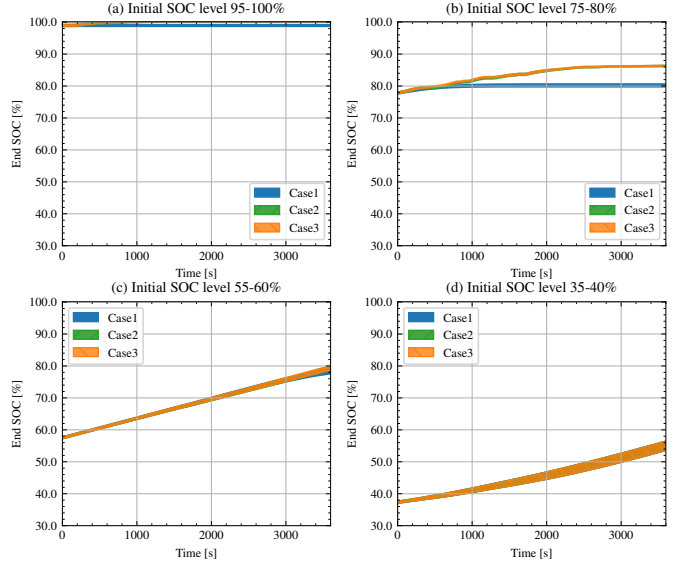 (a) Initial SOC level 95-100%
100.0
90.0
80.0
70.0
60.0
50.0
40.0
30.0
End SOC [%]
Case1
Case2
Case3
0 1000 2000 3000
Time [s]
(b) Initial SOC level 75-80%
100.0
90.0
80.0
70.0
60.0
50.0
40.0
30.0
End SOC [%]
Case1
Case2
Case3
0 1000 2000 3000
Time [s]
(c) Initial SOC level 55-60%
100.0
90.0
80.0
70.0
60.0
50.0
40.0
30.0
End SOC [%]
Case1
Case2
Case3
0 1000 2000 3000
Time [s]
(d) Initial SOC level 35-40%
100.0
90.0
80.0
70.0
60.0
50.0
40.0
30.0
End SOC [%]
Case1
Case2
Case3
0 1000 2000 3000
Time [s]